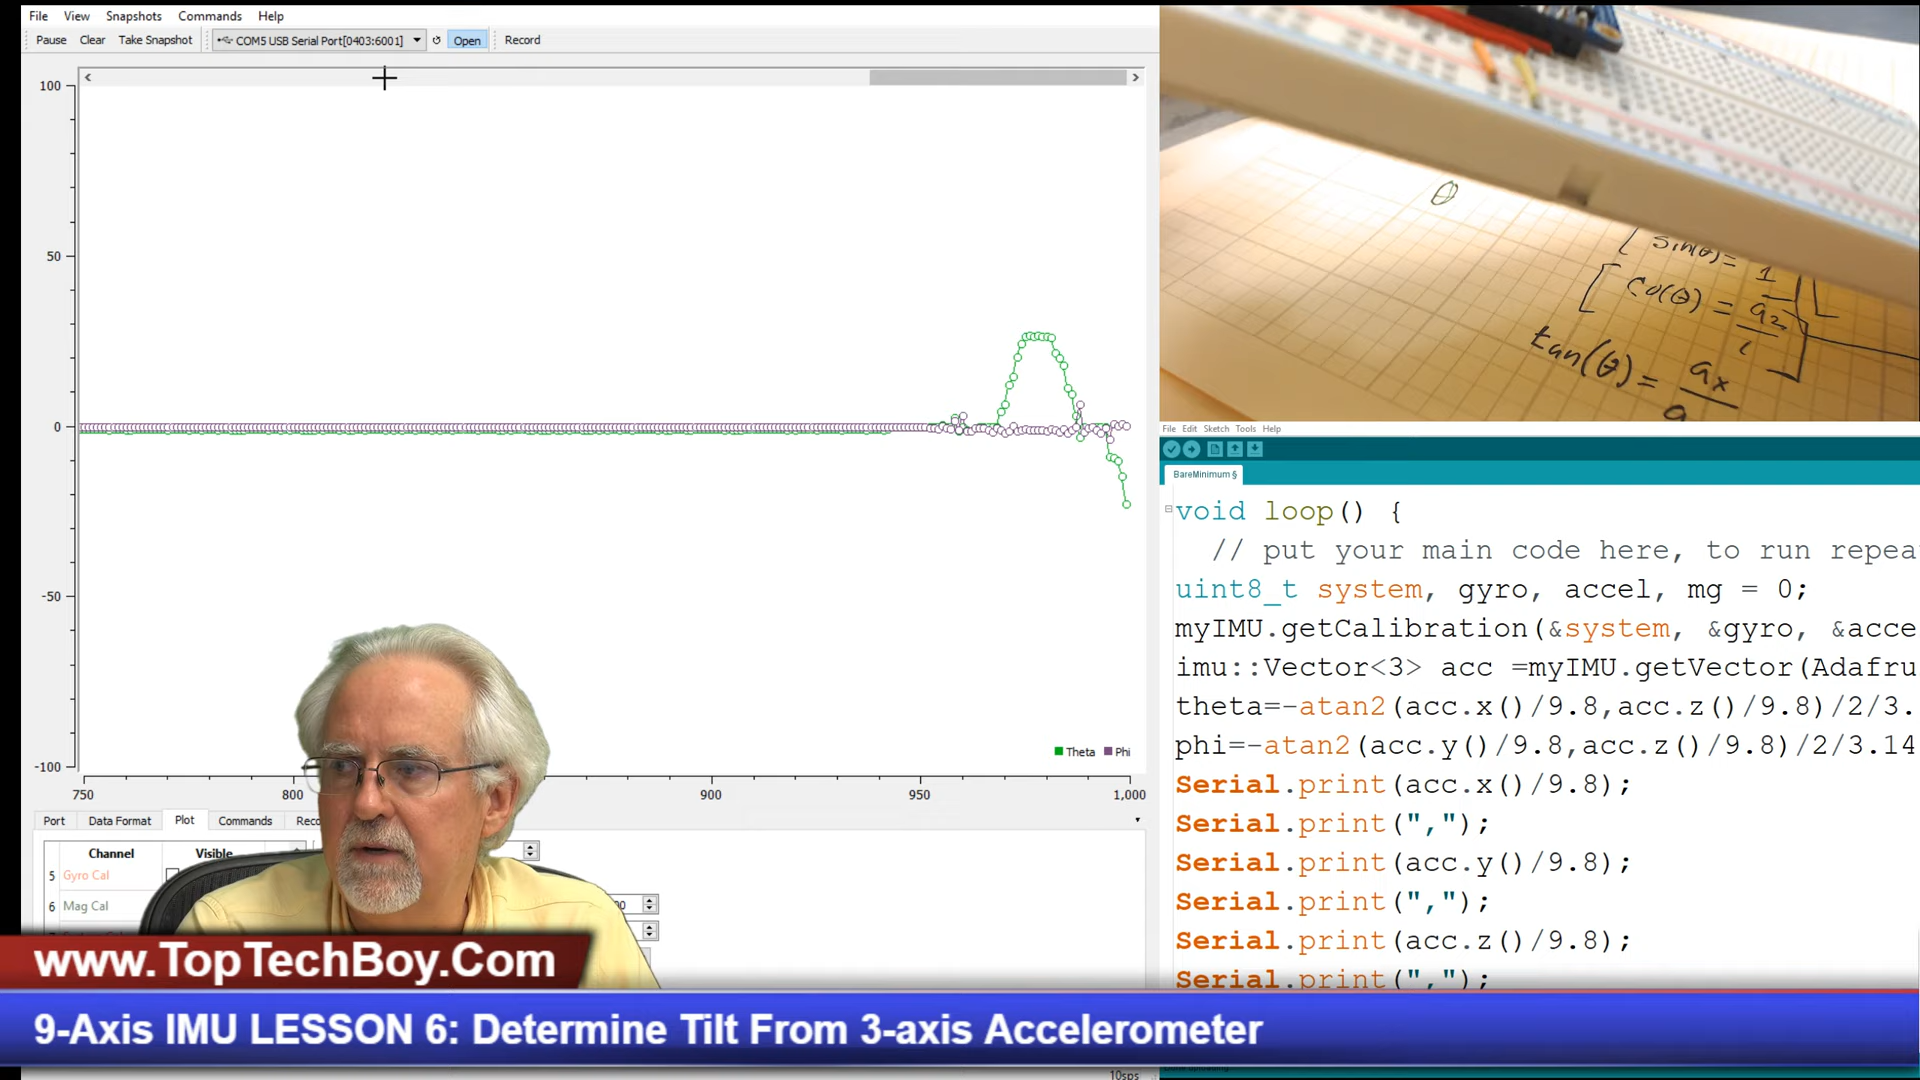 File View Snapshots Commands Help
Pause Clear Take Snapshot COM5 USB Serial Port[0403:6001] Open Record
100
50
0
-50
-100
Theta Phi
750 800 900 950 1,000
Port Data Format Plot Commands
Channel Visible
5 Gyro Cal
6 Mag Cal
10sps
θ
Sin(θ)=
1
Co(θ) = az
tan(θ) = ax
File Edit Sketch Tools Help
BareMinimum §
void loop() {
// put your main code here, to run repea
uint8_t system, gyro, accel, mg = 0;
myIMU.getCalibration(&system, &gyro, &acce
imu::Vector<3> acc =myIMU.getVector(Adafru
theta=-atan2(acc.x()/9.8,acc.z()/9.8)/2/3.
phi=-atan2(acc.y()/9.8,acc.z()/9.8)/2/3.14
Serial.print(acc.x()/9.8);
Serial.print(",");
Serial.print(acc.y()/9.8);
Serial.print(",");
Serial.print(acc.z()/9.8);
Serial.print(",");
www.TopTechBoy.Com
9-Axis IMU LESSON 6: Determine Tilt From 3-axis Accelerometer